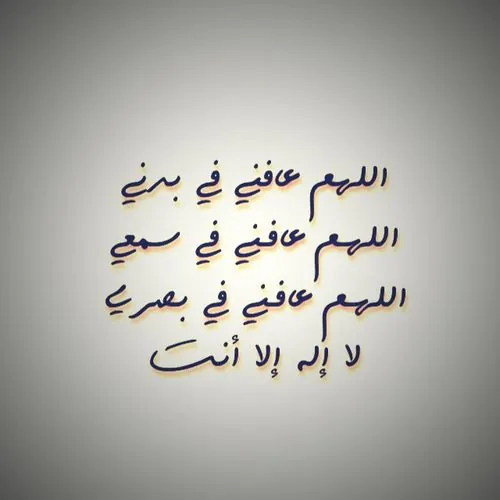 اللهم عافني في بدني
اللهم عافني في سمعي
اللهم عافني في بصري
لا إله إلا أنت